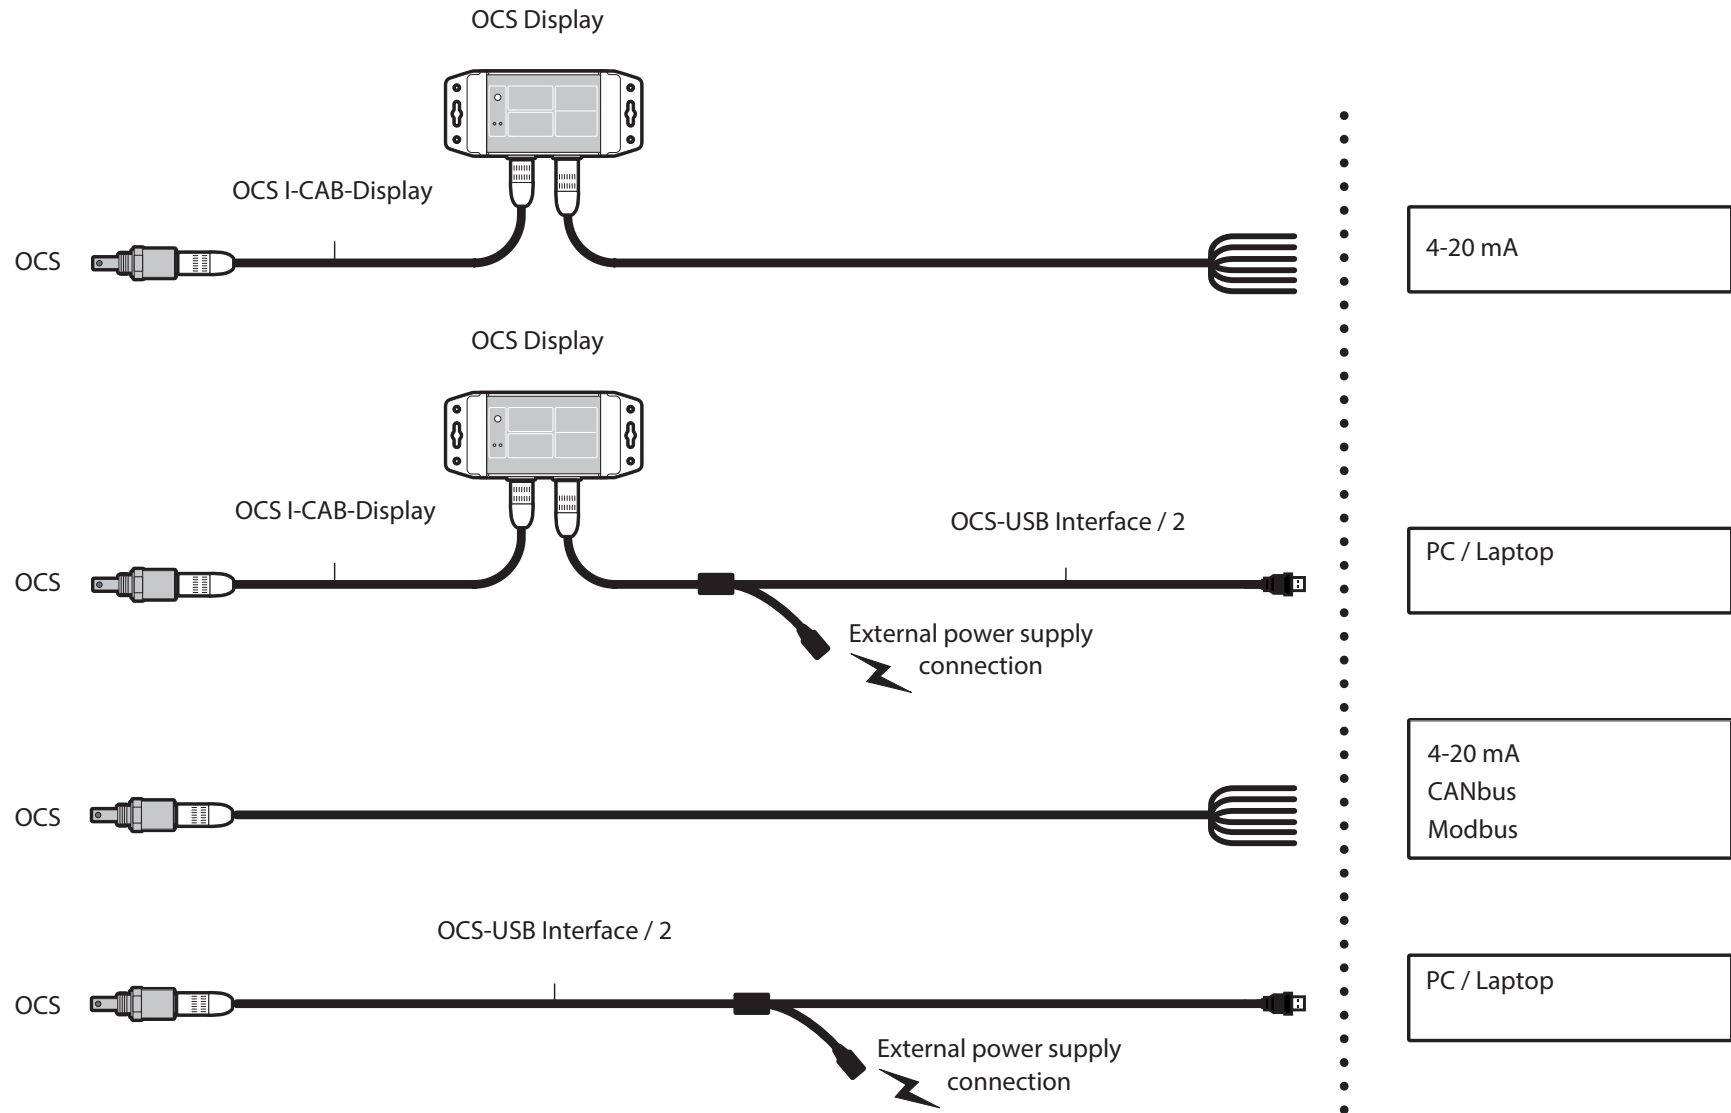 OCS Display
OCS I-CAB-Display
OCS
4-20 mA
OCS Display
OCS I-CAB-Display
OCS-USB Interface / 2
OCS
PC / Laptop
External power supply
connection
4-20 mA
CANbus
Modbus
OCS
OCS-USB Interface / 2
OCS
PC / Laptop
External power supply
connection